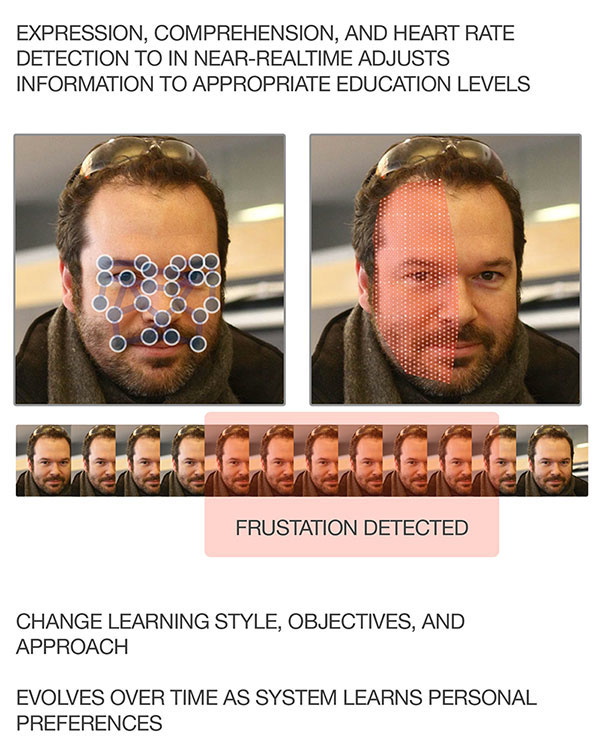 EXPRESSION, COMPREHENSION, AND HEART RATE
DETECTION TO IN NEAR-REALTIME ADJUSTS
INFORMATION TO APPROPRIATE EDUCATION LEVELS
FRUSTATION DETECTED
CHANGE LEARNING STYLE, OBJECTIVES, AND
APPROACH
EVOLVES OVER TIME AS SYSTEM LEARNS PERSONAL
PREFERENCES